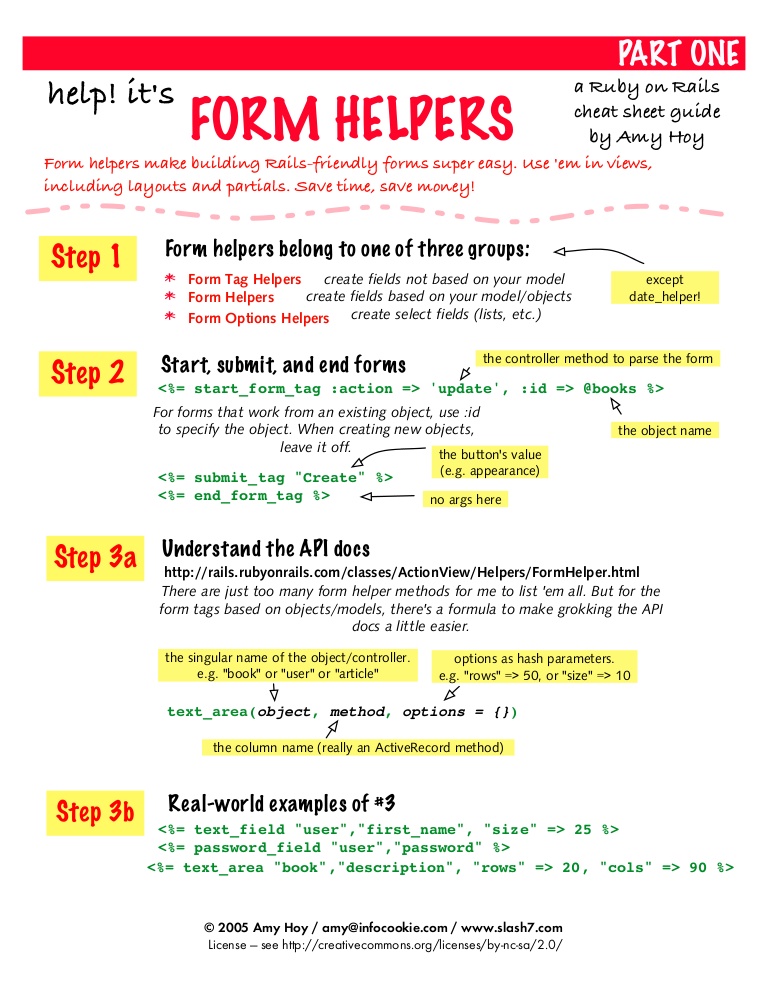 PART ONE
help! it's
FORM HELPERS
a Ruby on Rails
cheat sheet guide
by Amy Hoy
Form helpers make building Rails-friendly forms super easy. Use 'em in views,
including layouts and partials. Save time, save money!
Step 1
Form helpers belong to one of three groups:
except
date_helper!
* Form Tag Helpers create fields not based on your model
* Form Helpers create fields based on your model/objects
* Form Options Helpers create select fields (lists, etc.)
Step 2
Start, submit, and end forms
the controller method to parse the form
<%= start_form_tag :action => 'update', :id => @books %>
the object name
For forms that work from an existing object, use :id
to specify the object. When creating new objects,
leave it off.
the button's value
(e.g. appearance)
<%= submit_tag "Create" %>
<%= end_form_tag %>
no args here
Step 3a
Understand the API docs
http://rails.rubyonrails.com/classes/ActionView/Helpers/FormHelper.html
There are just too many form helper methods for me to list 'em all. But for the
form tags based on objects/models, there's a formula to make grokking the API
docs a little easier.
the singular name of the object/controller.
e.g. "book" or "user" or "article"
options as hash parameters.
e.g. "rows" => 50, or "size" => 10
text_area(object, method, options = {})
the column name (really an ActiveRecord method)
Step 3b
Real-world examples of #3
<%= text_field "user","first_name", "size" => 25 %>
<%= password_field "user","password" %>
<%= text_area "book","description", "rows" => 20, "cols" => 90 %>
© 2005 Amy Hoy / amy@infocookie.com / www.slash7.com
License — see http://creativecommons.org/licenses/by-nc-sa/2.0/